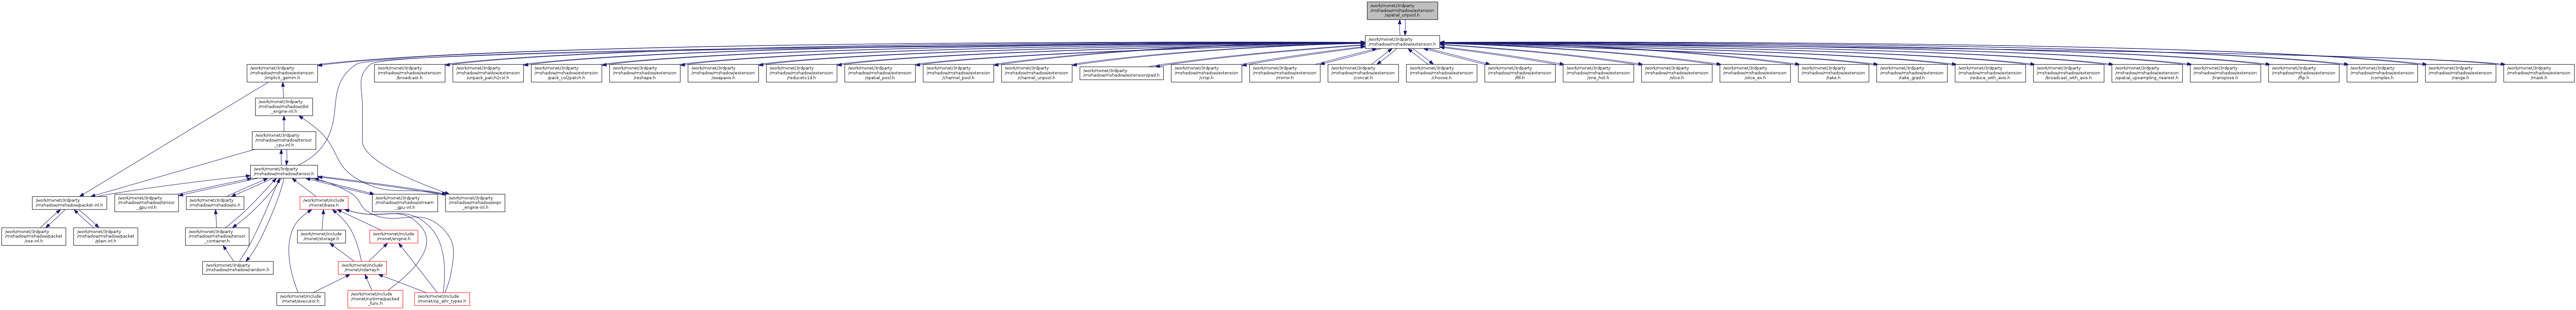 /work/mxnet/3rdparty
/mshadow/mshadow/extension
/spatial_unpool.h
/work/mxnet/3rdparty
/mshadow/mshadow/extension.h
/work/mxnet/3rdparty
/mshadow/mshadow/extension
/implicit_gemm.h
/work/mxnet/3rdparty
/mshadow/mshadow/extension
/broadcast.h
/work/mxnet/3rdparty
/mshadow/mshadow/extension
/unpack_patch2col.h
/work/mxnet/3rdparty
/mshadow/mshadow/extension
/pack_col2patch.h
/work/mxnet/3rdparty
/mshadow/mshadow/extension
/reshape.h
/work/mxnet/3rdparty
/mshadow/mshadow/extension
/swapaxis.h
/work/mxnet/3rdparty
/mshadow/mshadow/extension
/reduceto1d.h
/work/mxnet/3rdparty
/mshadow/mshadow/extension
/spatial_pool.h
/work/mxnet/3rdparty
/mshadow/mshadow/extension
/channel_pool.h
/work/mxnet/3rdparty
/mshadow/mshadow/extension
/channel_unpool.h
/work/mxnet/3rdparty
/mshadow/mshadow/extension/pad.h
/work/mxnet/3rdparty
/mshadow/mshadow/extension
/crop.h
/work/mxnet/3rdparty
/mshadow/mshadow/extension
/mirror.h
/work/mxnet/3rdparty
/mshadow/mshadow/extension
/concat.h
/work/mxnet/3rdparty
/mshadow/mshadow/extension
/choose.h
/work/mxnet/3rdparty
/mshadow/mshadow/extension
/fill.h
/work/mxnet/3rdparty
/mshadow/mshadow/extension
/one_hot.h
/work/mxnet/3rdparty
/mshadow/mshadow/extension
/slice.h
/work/mxnet/3rdparty
/mshadow/mshadow/extension
/slice_ex.h
/work/mxnet/3rdparty
/mshadow/mshadow/extension
/take.h
/work/mxnet/3rdparty
/mshadow/mshadow/extension
/take_grad.h
/work/mxnet/3rdparty
/mshadow/mshadow/extension
/reduce_with_axis.h
/work/mxnet/3rdparty
/mshadow/mshadow/extension
/broadcast_with_axis.h
/work/mxnet/3rdparty
/mshadow/mshadow/extension
/spatial_upsampling_nearest.h
/work/mxnet/3rdparty
/mshadow/mshadow/extension
/transpose.h
/work/mxnet/3rdparty
/mshadow/mshadow/extension
/flip.h
/work/mxnet/3rdparty
/mshadow/mshadow/extension
/complex.h
/work/mxnet/3rdparty
/mshadow/mshadow/extension
/range.h
/work/mxnet/3rdparty
/mshadow/mshadow/extension
/mask.h
/work/mxnet/3rdparty
/mshadow/mshadow/dot
_engine-inl.h
/work/mxnet/3rdparty
/mshadow/mshadow/tensor
_cpu-inl.h
/work/mxnet/3rdparty
/mshadow/mshadow/tensor.h
/work/mxnet/3rdparty
/mshadow/mshadow/packet-inl.h
/work/mxnet/3rdparty
/mshadow/mshadow/tensor
_gpu-inl.h
/work/mxnet/3rdparty
/mshadow/mshadow/io.h
/work/mxnet/include
/mxnet/base.h
/work/mxnet/3rdparty
/mshadow/mshadow/stream
_gpu-inl.h
/work/mxnet/3rdparty
/mshadow/mshadow/expr
_engine-inl.h
/work/mxnet/3rdparty
/mshadow/mshadow/packet
/sse-inl.h
/work/mxnet/3rdparty
/mshadow/mshadow/packet
/plain-inl.h
/work/mxnet/3rdparty
/mshadow/mshadow/tensor
_container.h
/work/mxnet/include
/mxnet/storage.h
/work/mxnet/include
/mxnet/engine.h
/work/mxnet/3rdparty
/mshadow/mshadow/random.h
/work/mxnet/include
/mxnet/ndarray.h
/work/mxnet/include
/mxnet/executor.h
/work/mxnet/include
/mxnet/runtime/packed
_func.h
/work/mxnet/include
/mxnet/op_attr_types.h